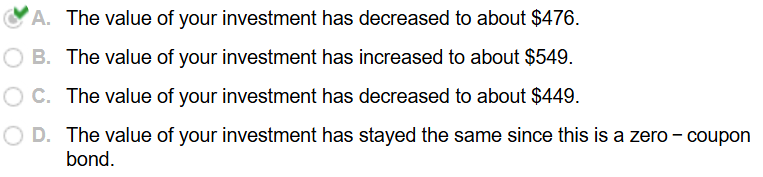 A. The value of your investment has decreased to about $476.
B. The value of your investment has increased to about $549.
C. The value of your investment has decreased to about $449.
D. The value of your investment has stayed the same since this is a zero – coupon
bond.